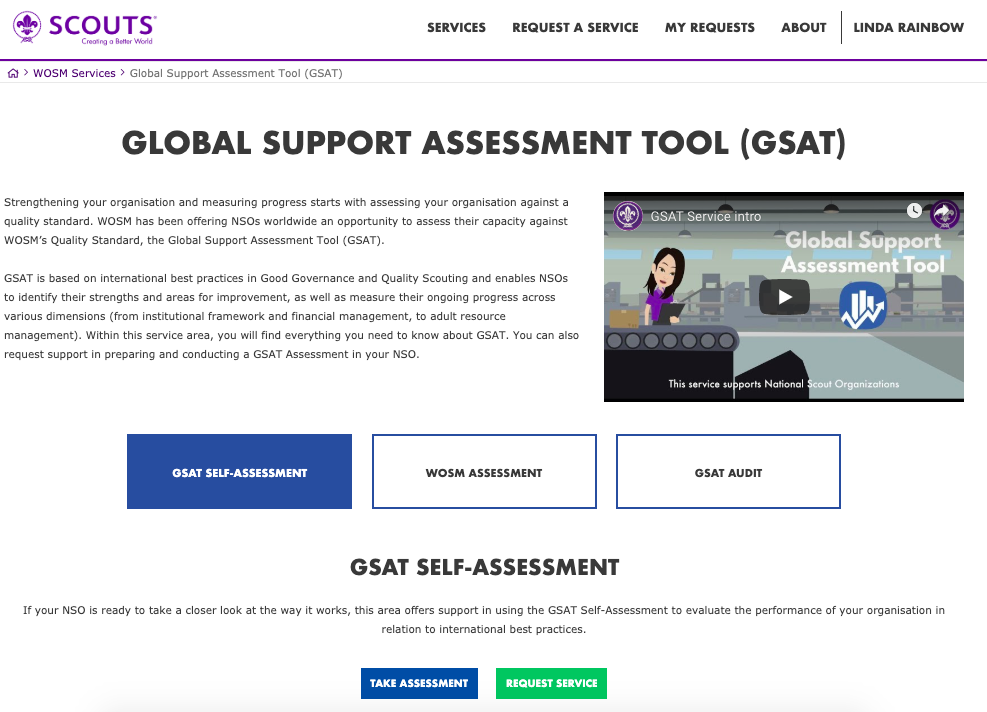 SCOUTS®
Creating a Better World
SERVICES
REQUEST A SERVICE
MY REQUESTS
ABOUT
LINDA RAINBOW
WOSM Services > Global Support Assessment Tool (GSAT)
GLOBAL SUPPORT ASSESSMENT TOOL (GSAT)
Strengthening your organisation and measuring progress starts with assessing your organisation against a
quality standard. WOSM has been offering NSOs worldwide an opportunity to assess their capacity against
WOSM's Quality Standard, the Global Support Assessment Tool (GSAT).
GSAT is based on international best practices in Good Governance and Quality Scouting and enables NSOs
to identify their strengths and areas for improvement, as well as measure their ongoing progress across
various dimensions (from institutional framework and financial management, to adult resource
management). Within this service area, you will find everything you need to know about GSAT. You can also
request support in preparing and conducting a GSAT Assessment in your NSO.
GSAT Service intro
Global Support
Assessment Tool
This service supports National Scout Organizations
GSAT SELF-ASSESSMENT
WOSM ASSESSMENT
GSAT AUDIT
GSAT SELF-ASSESSMENT
If your NSO is ready to take a closer look at the way it works, this area offers support in using the GSAT Self-Assessment to evaluate the performance of your organisation in
relation to international best practices.
TAKE ASSESSMENT
REQUEST SERVICE